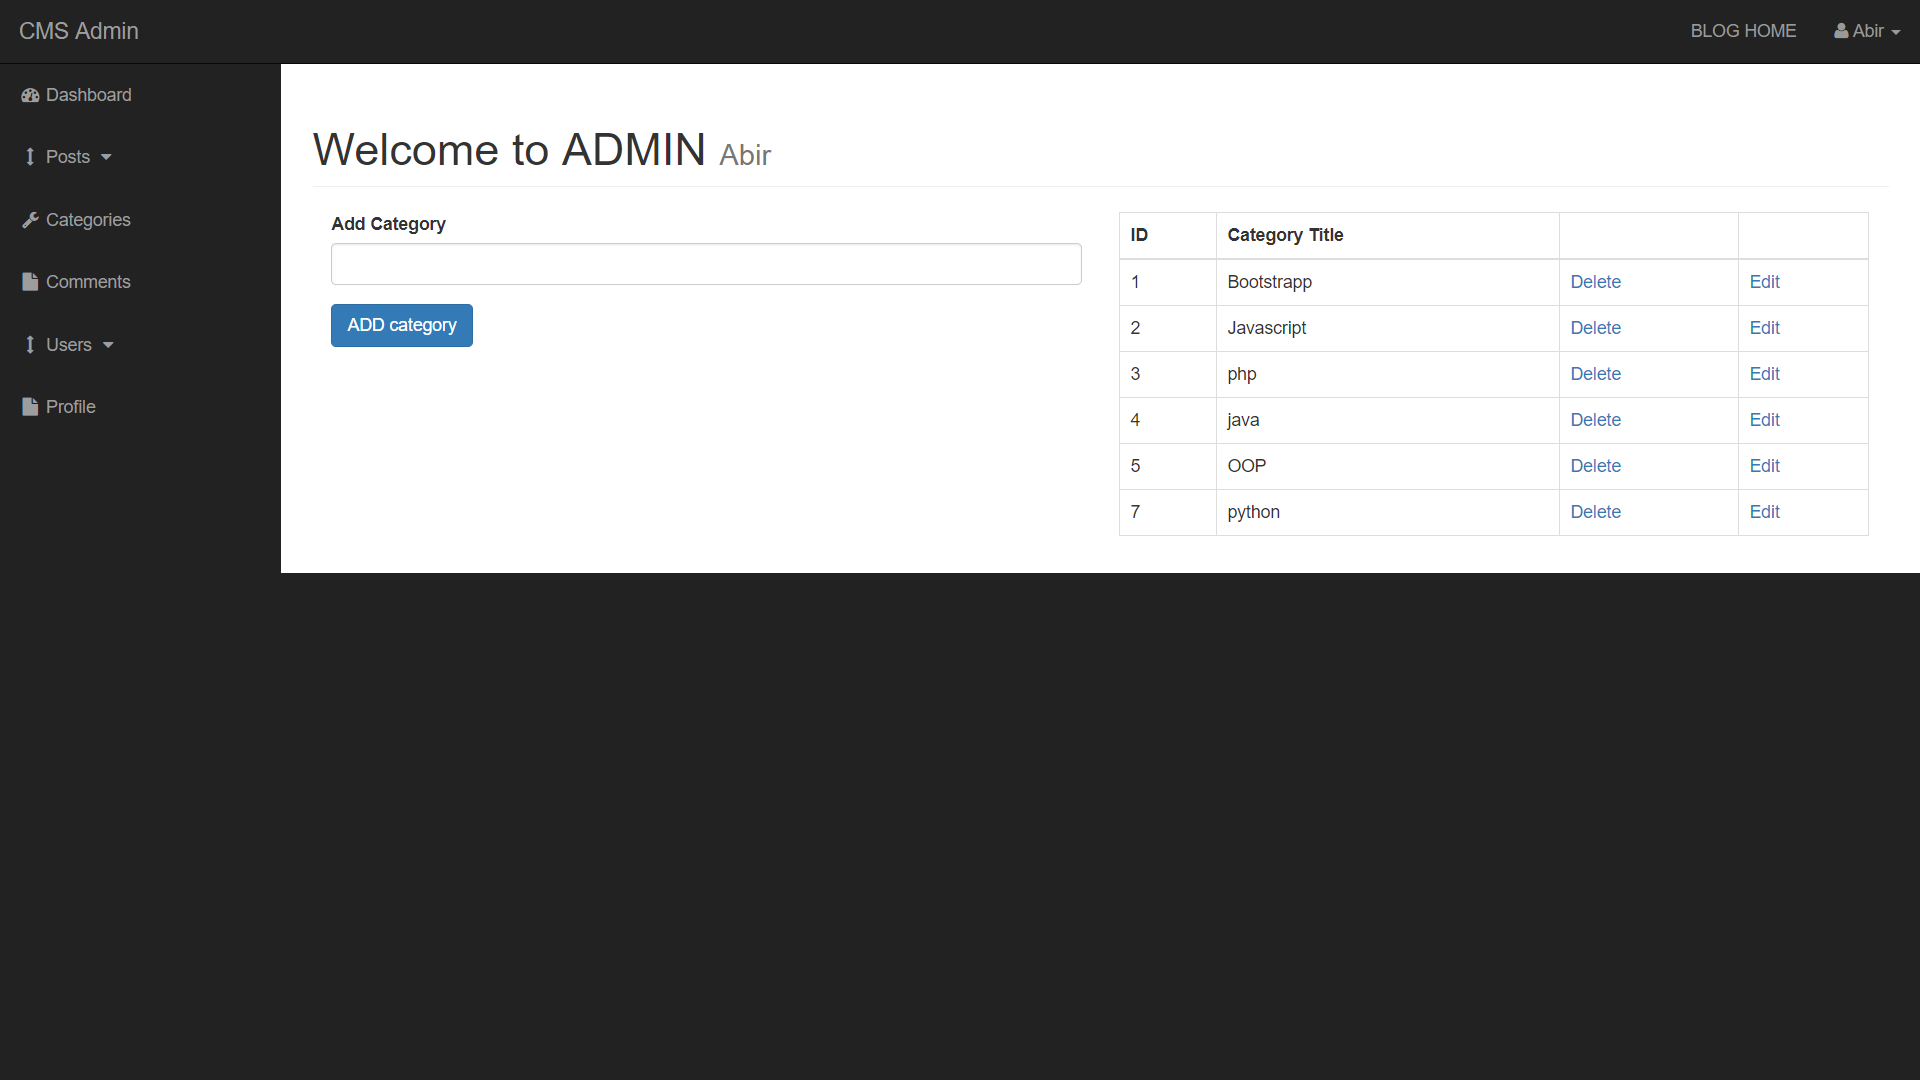 CMS Admin
BLOG HOME
Abir
Dashboard
Posts
Categories
Comments
Users
Profile
Welcome to ADMIN Abir
Add Category
ADD category
ID Category Title
1 Bootstrapp Delete Edit
2 Javascript Delete Edit
3 php Delete Edit
4 java Delete Edit
5 OOP Delete Edit
7 python Delete Edit